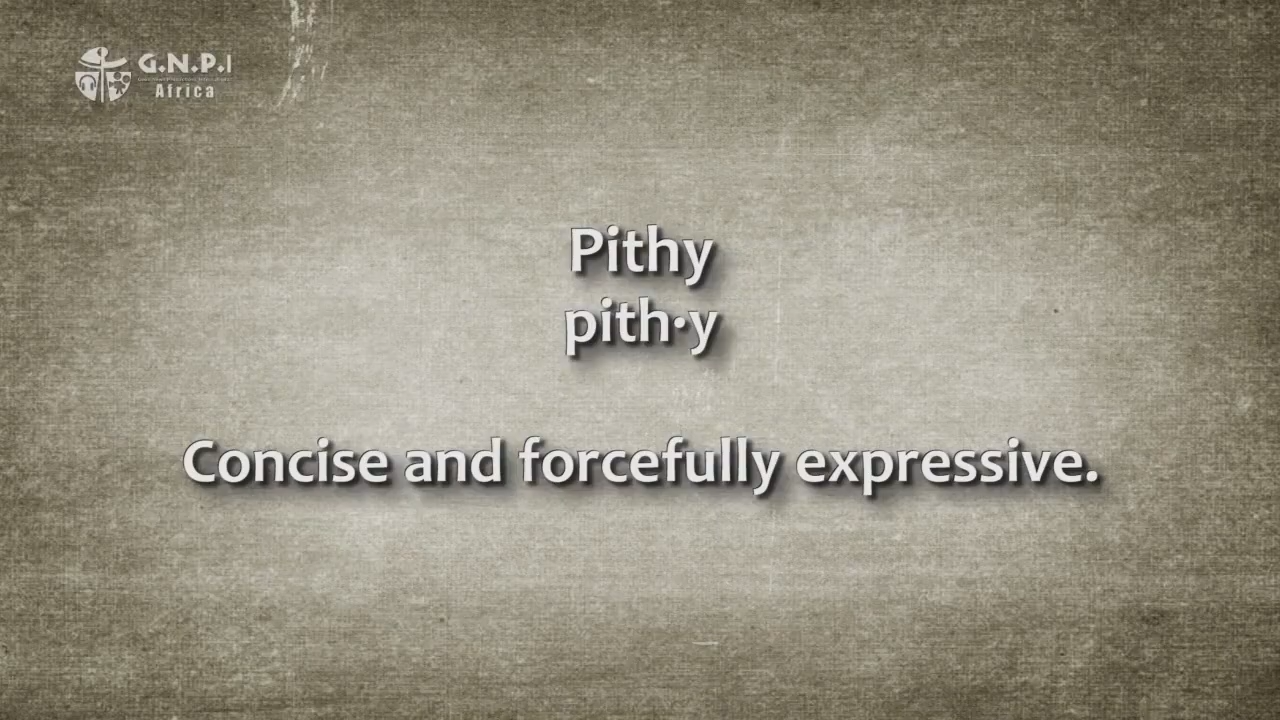 G.N.P.I
Africa
Pithy
pith·y
Concise and forcefully expressive.